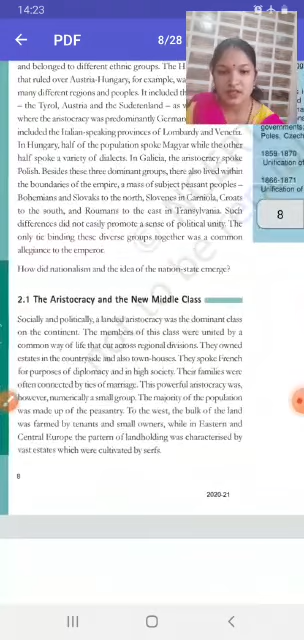 14:23
PDF
8/28
and belonged to different ethnic groups. The H
that ruled over Austria-Hungary, for example, wa
many different regions and peoples. It included
– the Tyrol, Austria and the Sudetenland – as
where the aristocracy was predominantly German
included the Italian-speaking provinces of Lombardy and Venetia.
In Hungary, half of the population spoke Magyar while the other
half spoke a variety of dialects. In Galicia, the aristocracy spoke
Polish. Besides these three dominant groups, there also lived within
the boundaries of the empire, a mass of subject peasant peoples –
Bohemians and Slovaks to the north, Slovenes in Carniola, Croats
to the south, and Roumans to the east in Transylvania. Such
differences did not easily promote a sense of political unity. The
only tie binding these diverse groups together was a common
allegiance to the emperor.
How did nationalism and the idea of the nation-state emerge?
2.1 The Aristocracy and the New Middle Class
Socially and politically, a landed aristocracy was the dominant class
on the continent. The members of this class were united by a
common way of life that cut across regional divisions. They owned
estates in the countryside and also town-houses. They spoke French
for purposes of diplomacy and in high society. Their families were
often connected by ties of marriage. This powerful aristocracy was,
however, numerically a small group. The majority of the population
was made up of the peasantry. To the west, the bulk of the land
was farmed by tenants and small owners, while in Eastern and
Central Europe the pattern of landholding was characterised by
vast estates which were cultivated by serfs.
8
2020-21
governments;
Poles, Czech
1859-1870
Unification of
1866-1871
Unification of
8